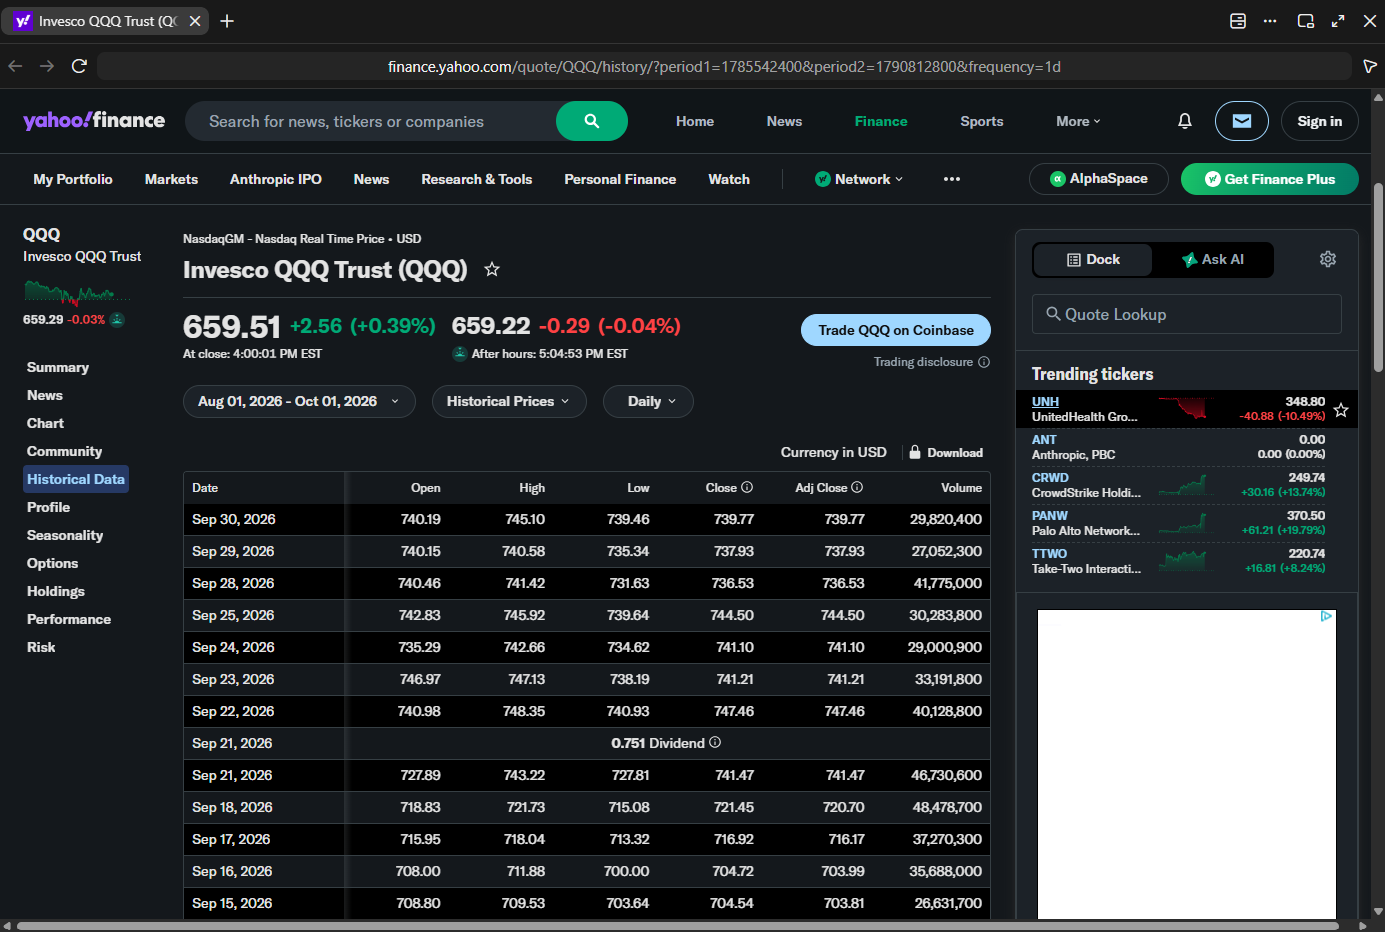 Invesco QQQ Trust (QQ
finance.yahoo.com/quote/QQQ/history/?period1=1785542400&period2=1790812800&frequency=1d
yahoo!finance
Search for news, tickers or companies
Home News Finance Sports More
Sign in
My Portfolio Markets Anthropic IPO News Research & Tools Personal Finance Watch Network ••• AlphaSpace Get Finance Plus
QQQ
Invesco QQQ Trust
659.29 -0.03%
Summary
News
Chart
Community
Historical Data
Profile
Seasonality
Options
Holdings
Performance
Risk
NasdaqGM - Nasdaq Real Time Price • USD
Invesco QQQ Trust (QQQ)
659.51 +2.56 (+0.39%) 659.22 -0.29 (-0.04%)
At close: 4:00:01 PM EST After hours: 5:04:53 PM EST
Trade QQQ on Coinbase
Trading disclosure
Aug 01, 2026 - Oct 01, 2026 Historical Prices Daily
Currency in USD Download
Date Open High Low Close Adj Close Volume
Sep 30, 2026 740.19 745.10 739.46 739.77 739.77 29,820,400
Sep 29, 2026 740.15 740.58 735.34 737.93 737.93 27,052,300
Sep 28, 2026 740.46 741.42 731.63 736.53 736.53 41,775,000
Sep 25, 2026 742.83 745.92 739.64 744.50 744.50 30,283,800
Sep 24, 2026 735.29 742.66 734.62 741.10 741.10 29,000,900
Sep 23, 2026 746.97 747.13 738.19 741.21 741.21 33,191,800
Sep 22, 2026 740.98 748.35 740.93 747.46 747.46 40,128,800
Sep 21, 2026 0.751 Dividend
Sep 21, 2026 727.89 743.22 727.81 741.47 741.47 46,730,600
Sep 18, 2026 718.83 721.73 715.08 721.45 720.70 48,478,700
Sep 17, 2026 715.95 718.04 713.32 716.92 716.17 37,270,300
Sep 16, 2026 708.00 711.88 700.00 704.72 703.99 35,688,000
Sep 15, 2026 708.80 709.53 703.64 704.54 703.81 26,631,700
Dock Ask AI
Quote Lookup
Trending tickers
UNH 348.80
UnitedHealth Gro... -40.88 (-10.49%)
ANT 0.00
Anthropic, PBC 0.00 (0.00%)
CRWD 249.74
CrowdStrike Holdi... +30.16 (+13.74%)
PANW 370.50
Palo Alto Network... +61.21 (+19.79%)
TTWO 220.74
Take-Two Interacti... +16.81 (+8.24%)